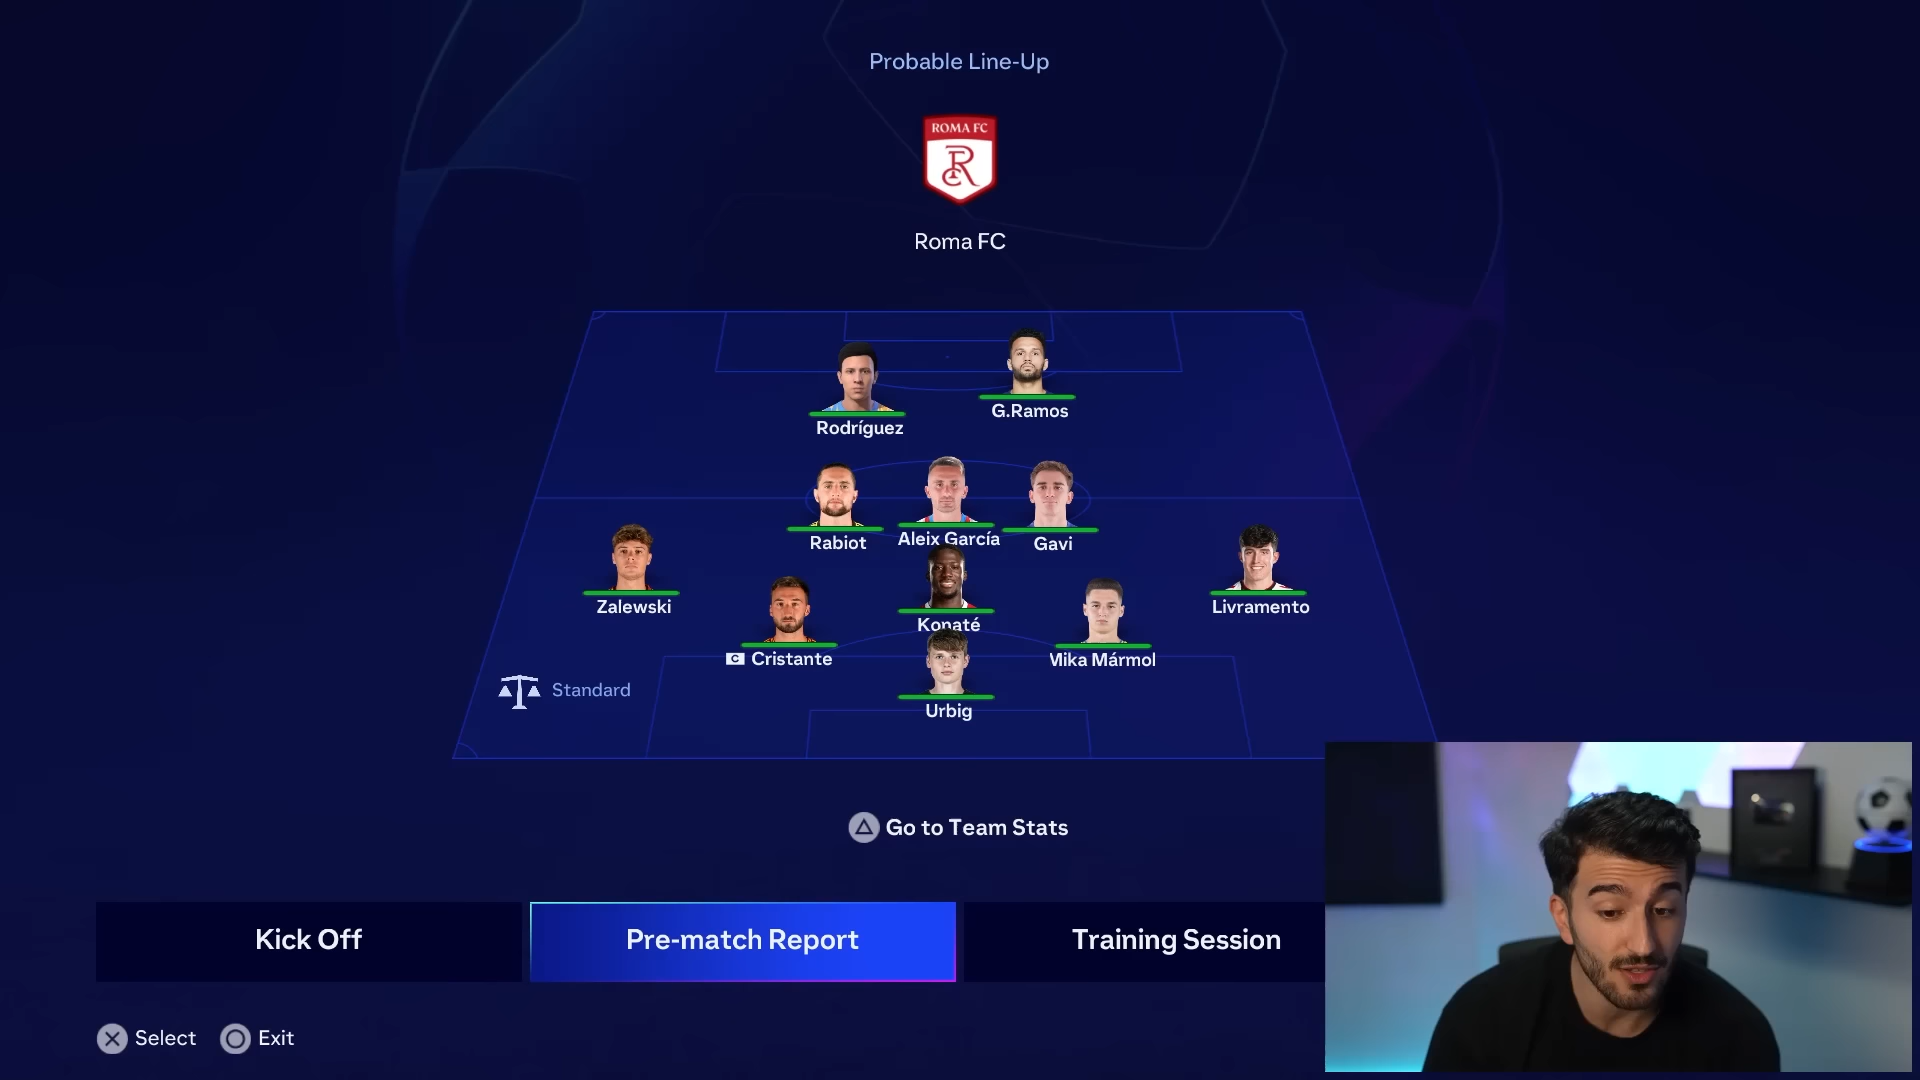 Probable Line-Up
ROMA FC
Roma FC
G.Ramos
Rodríguez
Rabiot
Aleix García
Gavi
Zalewski
Livramento
Konaté
C Cristante
Mika Mármol
Standard
Urbig
Go to Team Stats
Kick Off
Pre-match Report
Training Session
Select
Exit